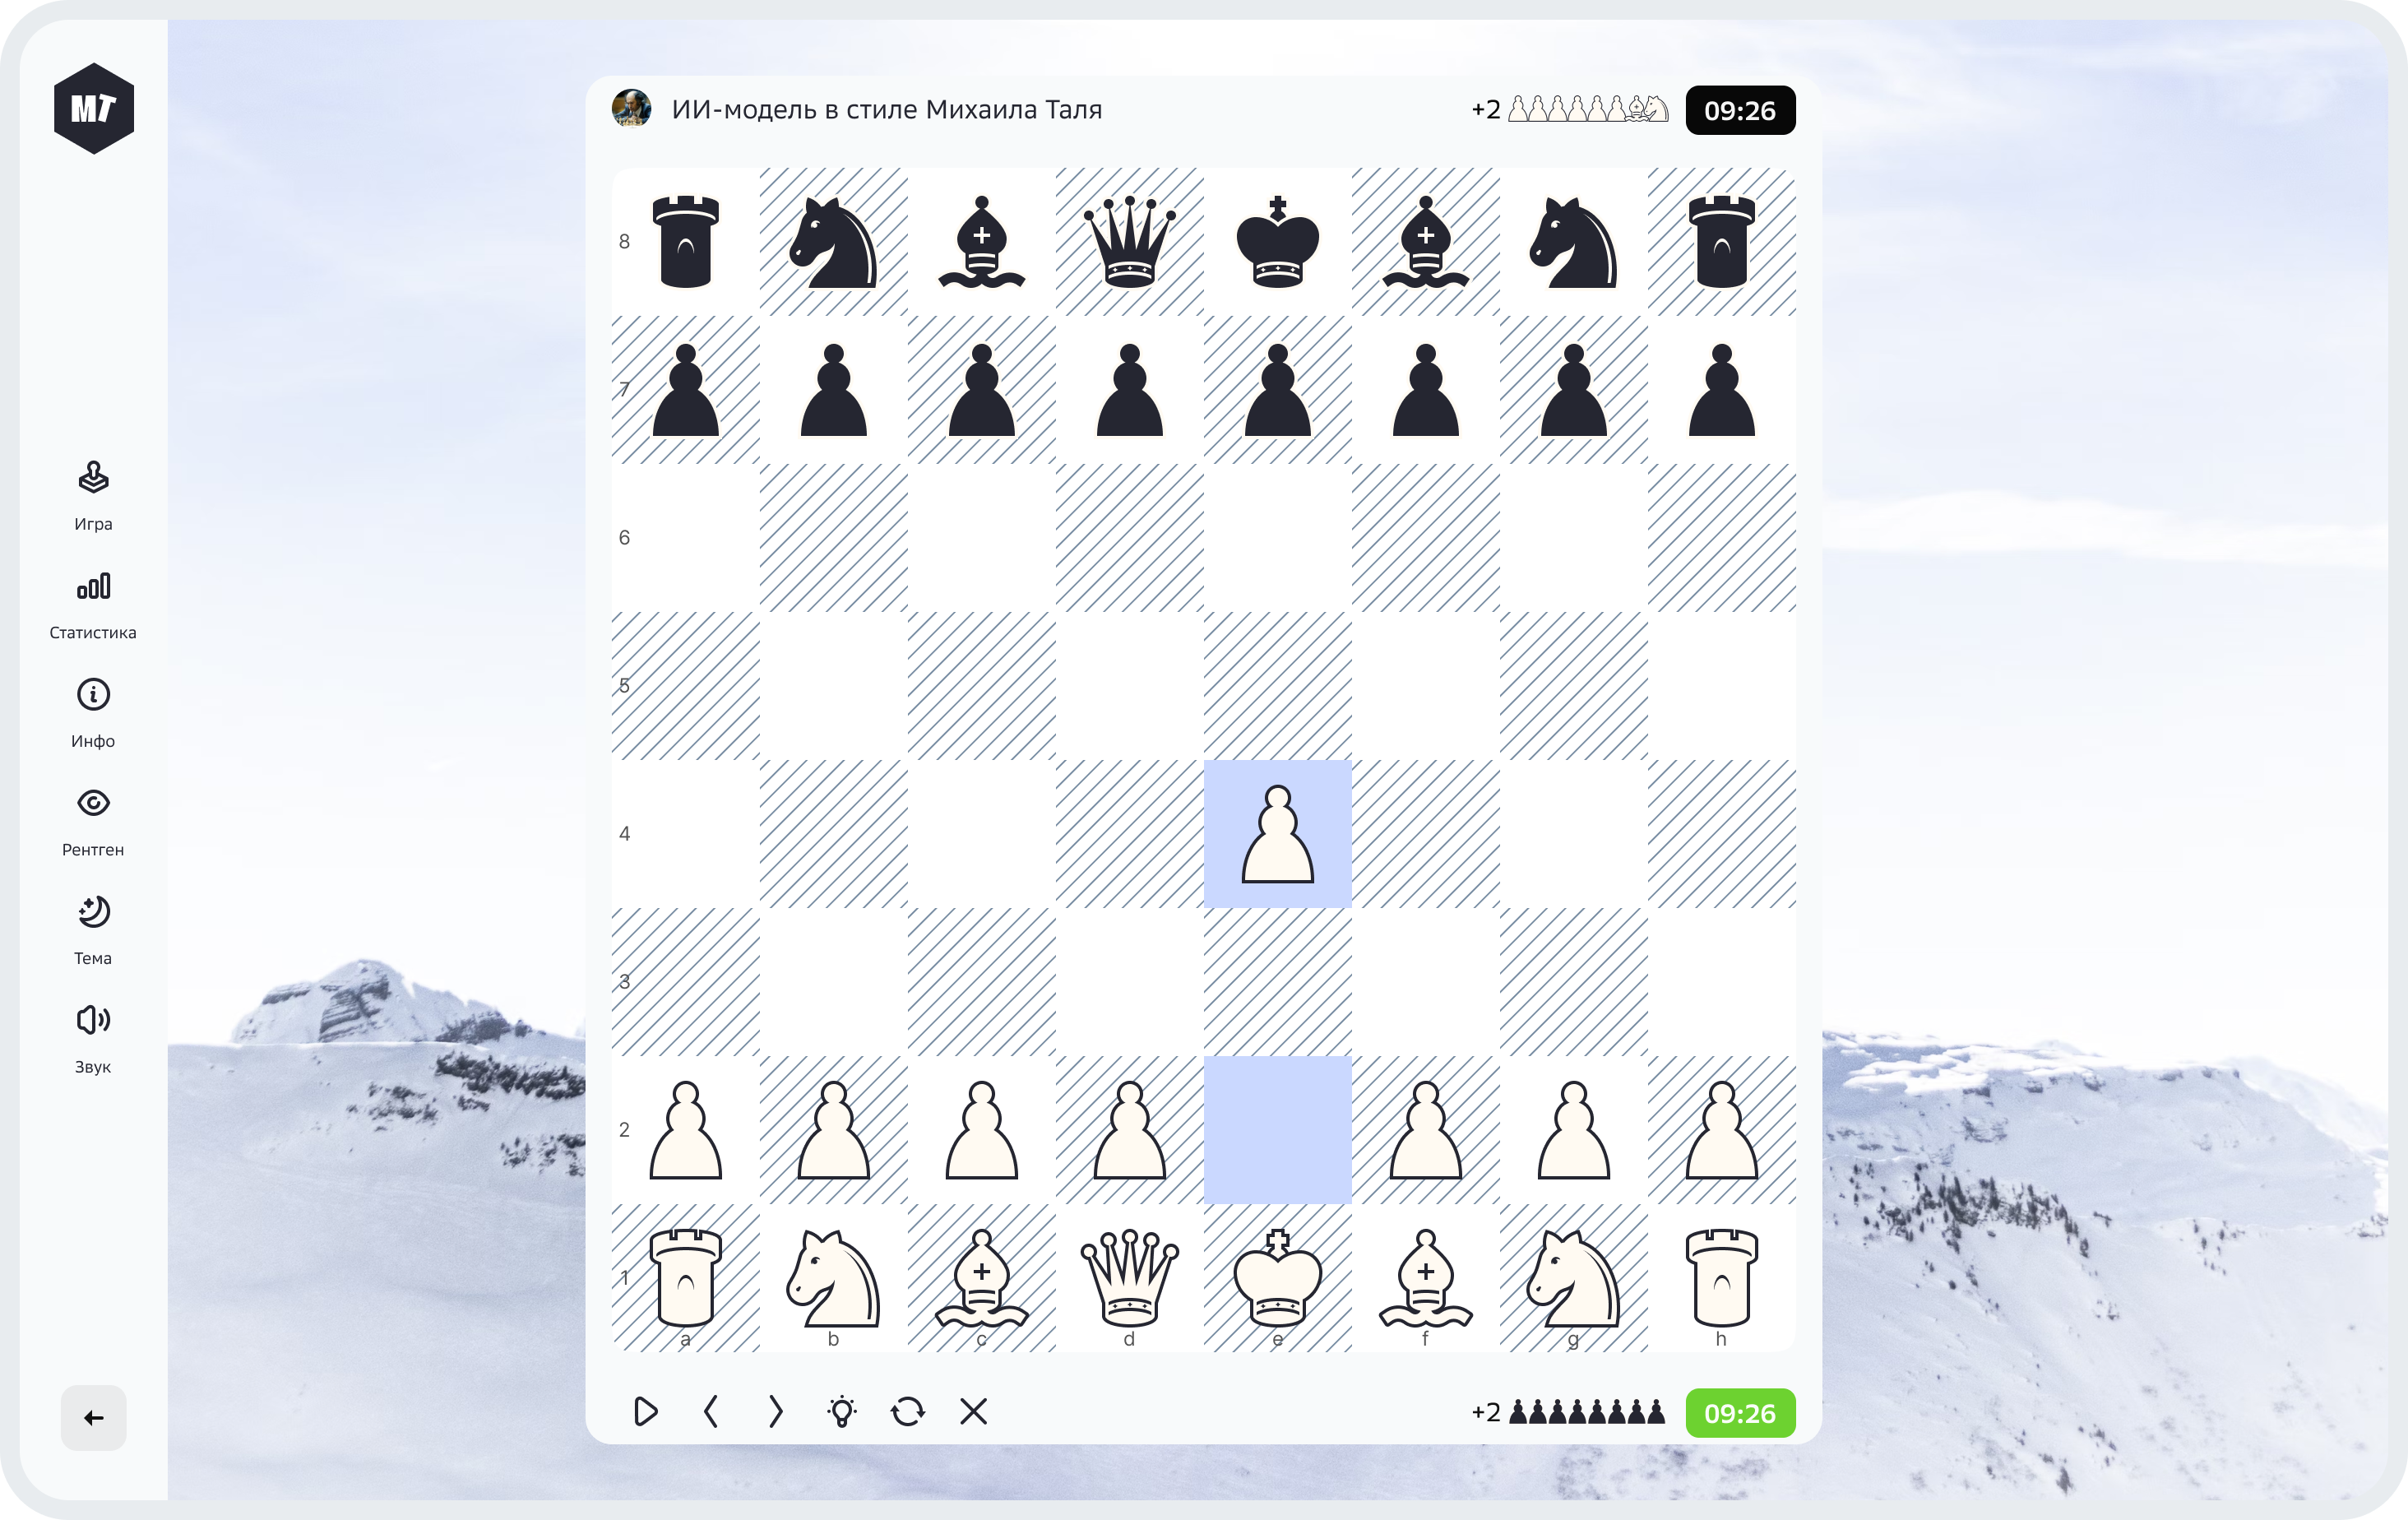 МТ
ИИ-модель в стиле Михаила Таля
+2
09:26
8
7
Игра
6
Статистика
5
Инфо
4
Рентген
Тема
3
Звук
2
1
a b c d e f g h
+2
09:26